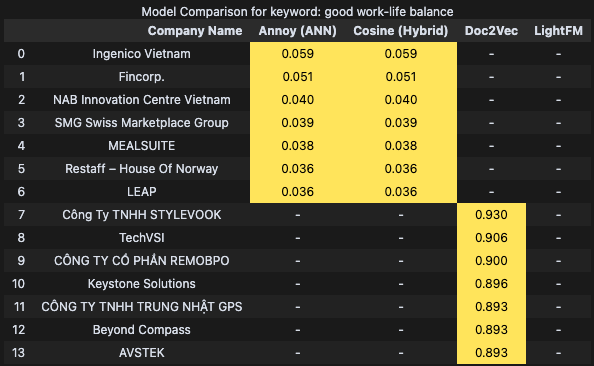 Model Comparison for keyword: good work-life balance
Company Name Annoy (ANN) Cosine (Hybrid) Doc2Vec LightFM
0 Ingenico Vietnam 0.059 0.059 - -
1 Fincorp. 0.051 0.051 - -
2 NAB Innovation Centre Vietnam 0.040 0.040 - -
3 SMG Swiss Marketplace Group 0.039 0.039 - -
4 MEALSUITE 0.038 0.038 - -
5 Restaff – House Of Norway 0.036 0.036 - -
6 LEAP 0.036 0.036 - -
7 Công Ty TNHH STYLEVOOK - - 0.930 -
8 TechVSI - - 0.906 -
9 CÔNG TY CỔ PHẦN REMOBPO - - 0.900 -
10 Keystone Solutions - - 0.896 -
11 CÔNG TY TNHH TRUNG NHẬT GPS - - 0.893 -
12 Beyond Compass - - 0.893 -
13 AVSTEK - - 0.893 -